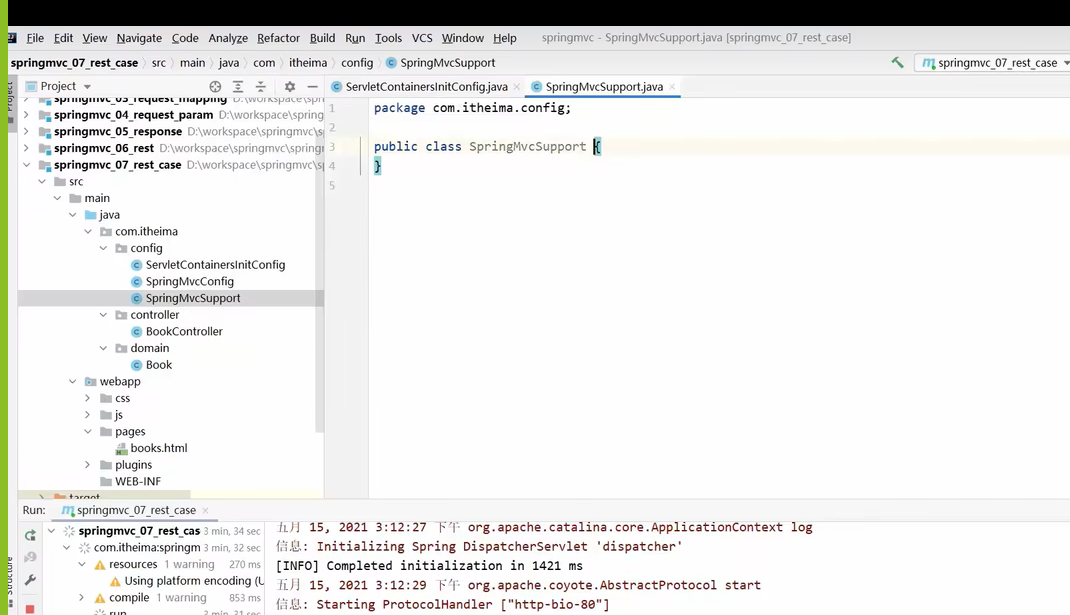 File Edit View Navigate Code Analyze Refactor Build Run Tools VCS Window Help springmvc - SpringMvcSupport.java [springmvc_07_rest_case]
springmvc_07_rest_case src main java com itheima config SpringMvcSupport springmvc_07_rest_case
Project
Project
ServletContainersInitConfig.java
SpringMvcSupport.java
springmvc_03_request_mapping D:\workspace\spri
springmvc_04_request_param D:\workspace\spring
springmvc_05_response D:\workspace\springmvc\s
springmvc_06_rest D:\workspace\springmvc\spring
springmvc_07_rest_case D:\workspace\springmvc\s
src
main
java
com.itheima
config
ServletContainersInitConfig
SpringMvcConfig
SpringMvcSupport
controller
BookController
domain
Book
webapp
css
js
pages
books.html
plugins
WEB-INF
target
1 package com.itheima.config;
2
3 public class SpringMvcSupport {
4 }
5
Run: springmvc_07_rest_case
Structure
springmvc_07_rest_cas 3 min, 34 sec
com.itheima:springm 3 min, 32 sec
resources 1 warning 270 ms
Using platform encoding (U
compile 1 warning 853 ms
run 3 min, 31 sec
五月 15, 2021 3:12:27 下午 org.apache.catalina.core.ApplicationContext log
信息: Initializing Spring DispatcherServlet 'dispatcher'
[INFO] Completed initialization in 1421 ms
五月 15, 2021 3:12:29 下午 org.apache.coyote.AbstractProtocol start
信息: Starting ProtocolHandler ["http-bio-80"]